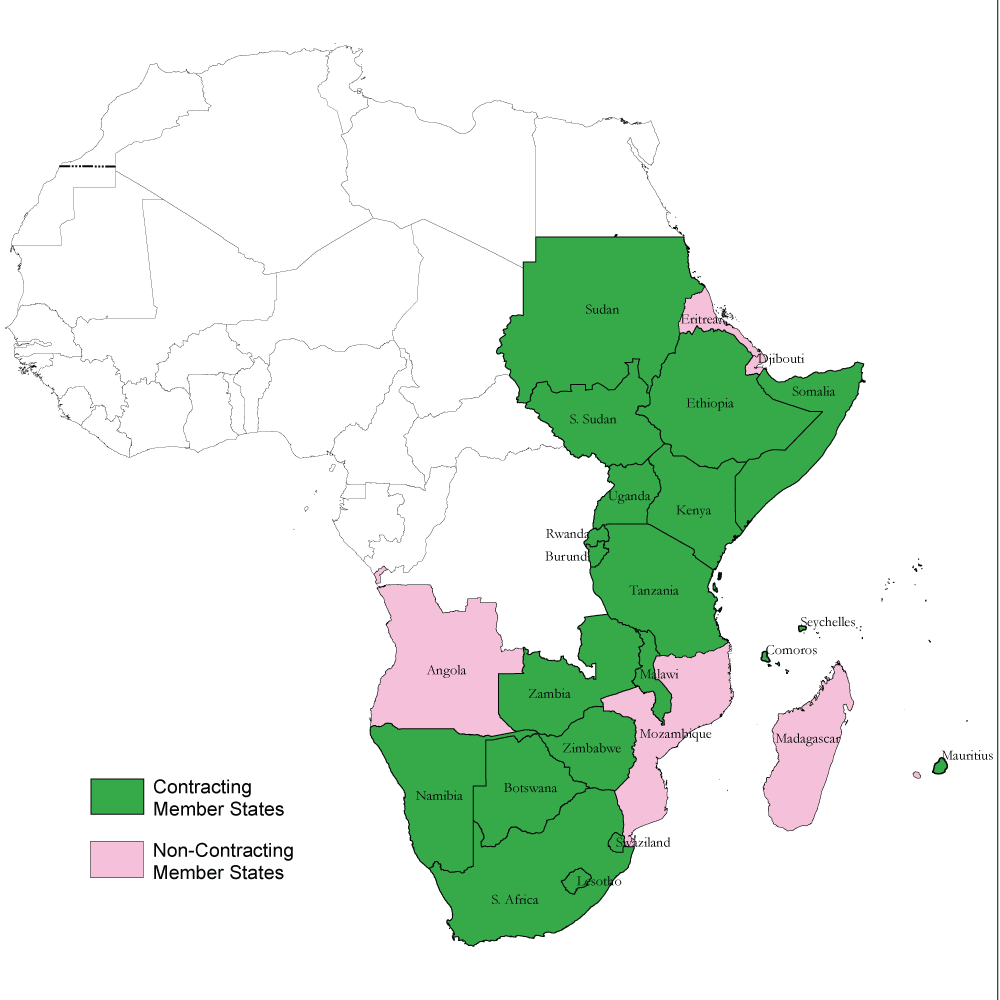 Sudan
Eritrea
Djibouti
Somalia
Ethiopia
S. Sudan
Uganda
Kenya
Rwanda
Burundi
Tanzania
Seychelles
Comoros
Angola
Malawi
Zambia
Mozambique
Madagascar
Zimbabwe
Mauritius
Botswana
Namibia
Swaziland
Lesotho
S. Africa
Contracting
Member States
Non-Contracting
Member States